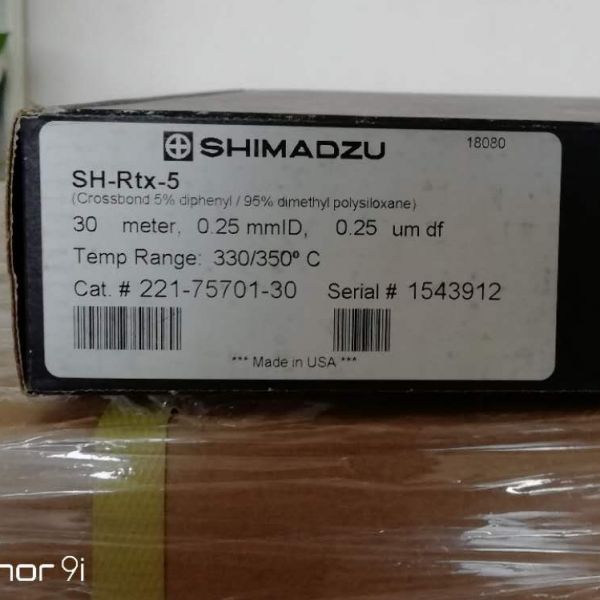 SHIMADZU 18080
SH-Rtx-5
(Crossbond 5% diphenyl / 95% dimethyl polysiloxane)
30 meter, 0.25 mmID, 0.25 um df
Temp Range: 330/350° C
Cat. # 221-75701-30 Serial # 1543912
*** Made in USA ***
nor 9i